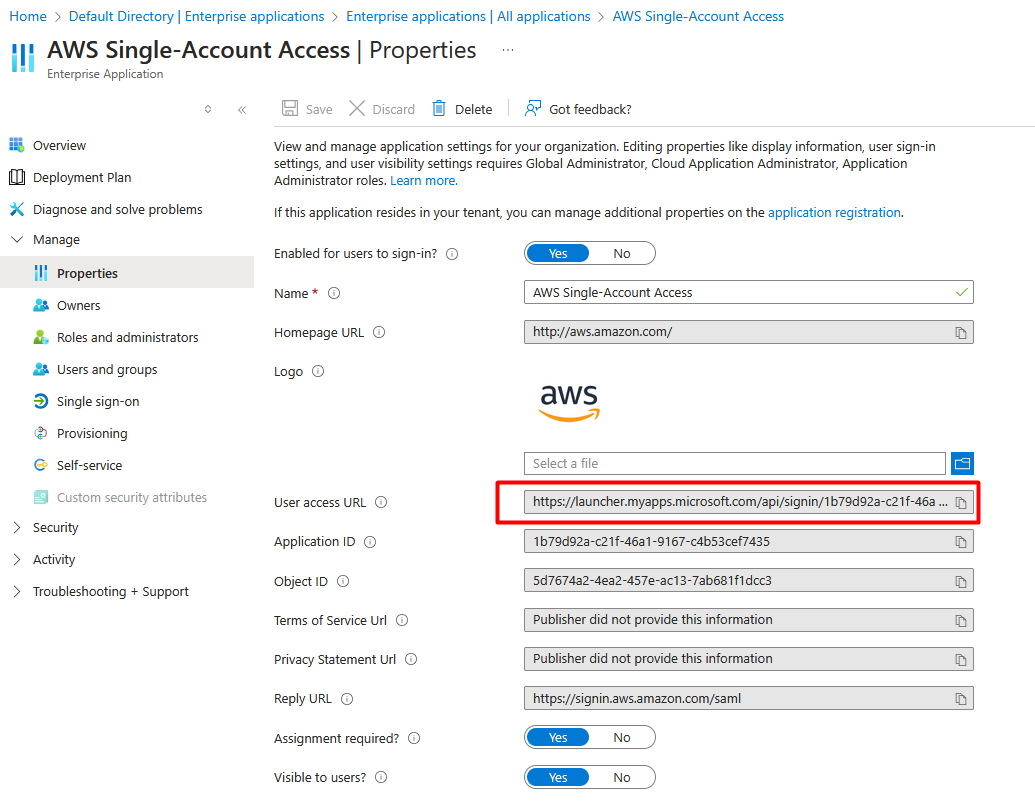 Home > Default Directory | Enterprise applications > Enterprise applications | All applications > AWS Single-Account Access
AWS Single-Account Access | Properties ...
Enterprise Application
Save Discard Delete Got feedback?
Overview
Deployment Plan
Diagnose and solve problems
Manage
Properties
Owners
Roles and administrators
Users and groups
Single sign-on
Provisioning
Self-service
Custom security attributes
Security
Activity
Troubleshooting + Support
View and manage application settings for your organization. Editing properties like display information, user sign-in
settings, and user visibility settings requires Global Administrator, Cloud Application Administrator, Application
Administrator roles. Learn more.
If this application resides in your tenant, you can manage additional properties on the application registration.
Enabled for users to sign-in? Yes No
Name * AWS Single-Account Access
Homepage URL http://aws.amazon.com/
Logo
aws
Select a file
User access URL https://launcher.myapps.microsoft.com/api/signin/1b79d92a-c21f-46a ...
Application ID 1b79d92a-c21f-46a1-9167-c4b53cef7435
Object ID 5d7674a2-4ea2-457e-ac13-7ab681f1dcc3
Terms of Service Url Publisher did not provide this information
Privacy Statement Url Publisher did not provide this information
Reply URL https://signin.aws.amazon.com/saml
Assignment required? Yes No
Visible to users? Yes No